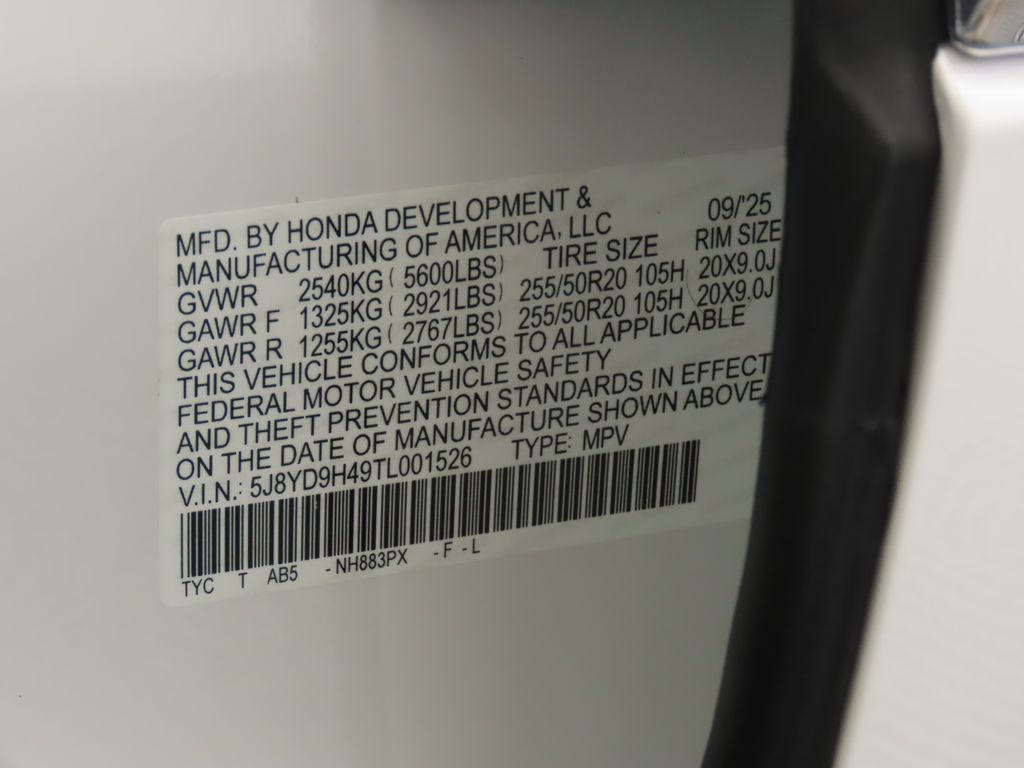 MFD. BY HONDA DEVELOPMENT &
MANUFACTURING OF AMERICA, LLC 09/'25
GVWR 2540KG ( 5600LBS) TIRE SIZE RIM SIZE
GAWR F 1325KG ( 2921LBS) 255/50R20 105H 20X9.0J
GAWR R 1255KG ( 2767LBS) 255/50R20 105H 20X9.0J
THIS VEHICLE CONFORMS TO ALL APPLICABLE
FEDERAL MOTOR VEHICLE SAFETY
AND THEFT PREVENTION STANDARDS IN EFFECT
ON THE DATE OF MANUFACTURE SHOWN ABOVE.
V.I.N.: 5J8YD9H49TL001526 TYPE: MPV
TYC T AB5 -NH883PX -F -L